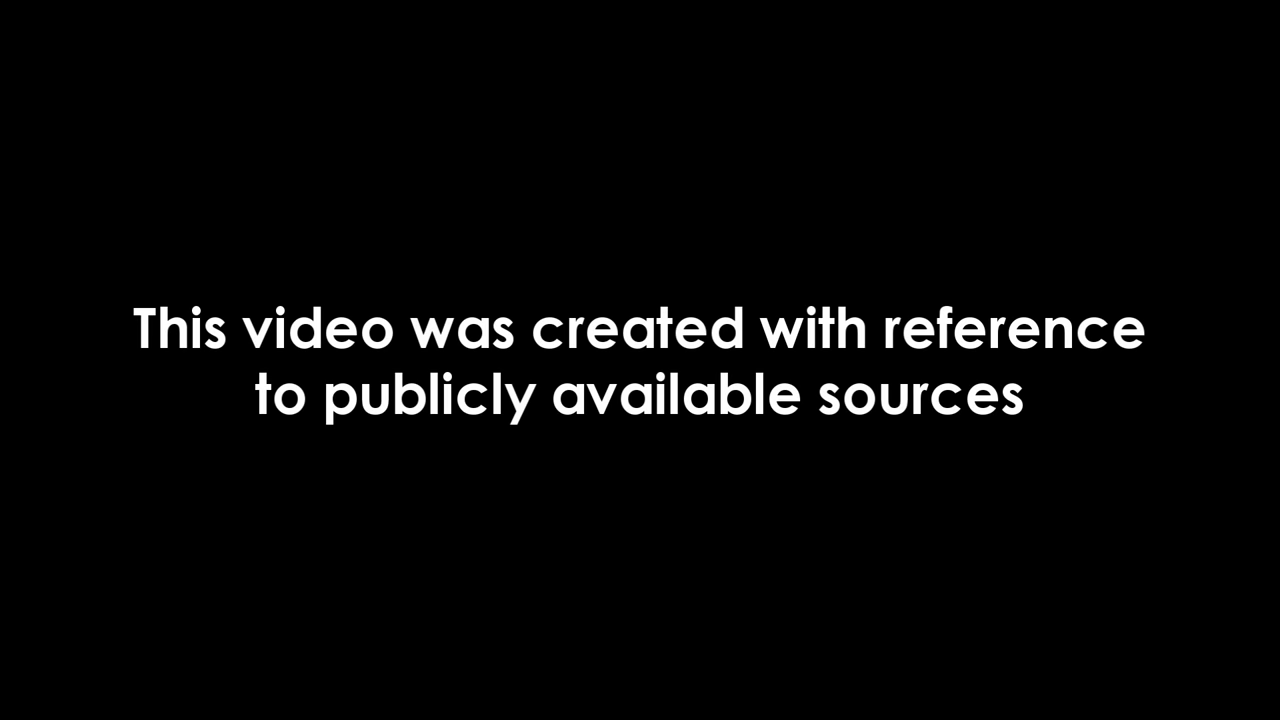 This video was created with reference
to publicly available sources